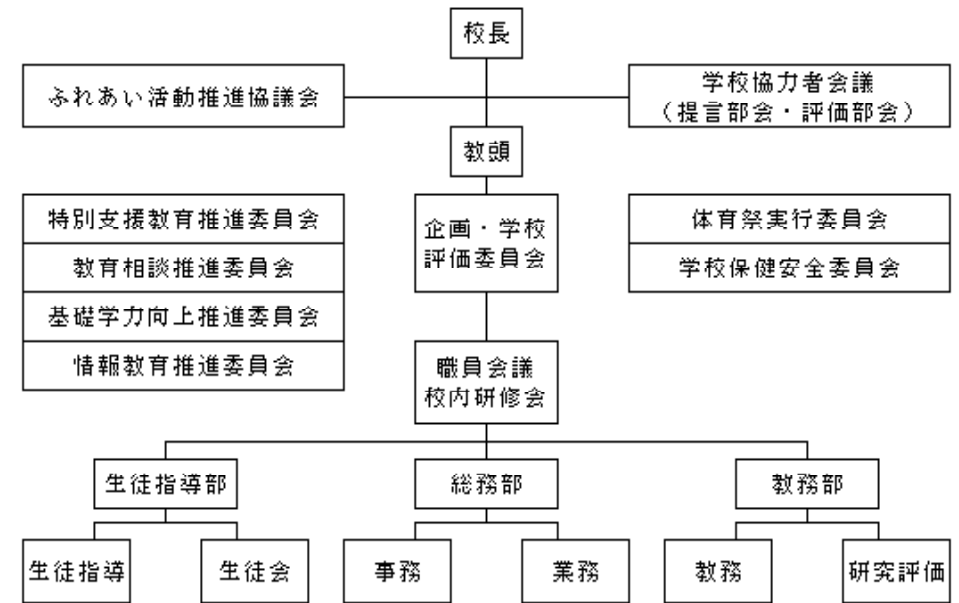 校長
ふれあい活動推進協議会
学校協力者会議
（提言部会・評価部会）
教頭
特別支援教育推進委員会
教育相談推進委員会
基礎学力向上推進委員会
情報教育推進委員会
企画・学校
評価委員会
体育祭実行委員会
学校保健安全委員会
職員会議
校内研修会
生徒指導部
総務部
教務部
生徒指導
生徒会
事務
業務
教務
研究評価